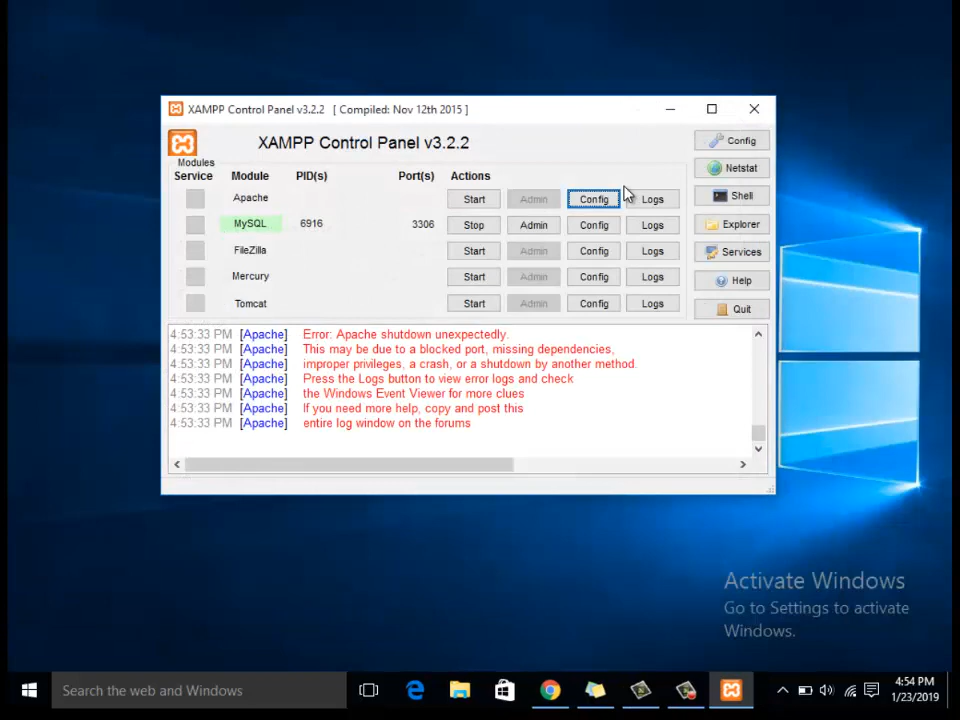 XAMPP Control Panel v3.2.2 [ Compiled: Nov 12th 2015 ]
XAMPP Control Panel v3.2.2
Config
Modules
Service Module PID(s) Port(s) Actions
Netstat
Apache Start Admin Config Logs
Shell
MySQL 6916 3306 Stop Admin Config Logs
Explorer
FileZilla Start Admin Config Logs
Services
Mercury Start Admin Config Logs
Help
Tomcat Start Admin Config Logs
Quit
4:53:33 PM [Apache] Error: Apache shutdown unexpectedly.
4:53:33 PM [Apache] This may be due to a blocked port, missing dependencies,
4:53:33 PM [Apache] improper privileges, a crash, or a shutdown by another method.
4:53:33 PM [Apache] Press the Logs button to view error logs and check
4:53:33 PM [Apache] the Windows Event Viewer for more clues
4:53:33 PM [Apache] If you need more help, copy and post this
4:53:33 PM [Apache] entire log window on the forums
Activate Windows
Go to Settings to activate
Windows.
Search the web and Windows
4:54 PM
1/23/2019